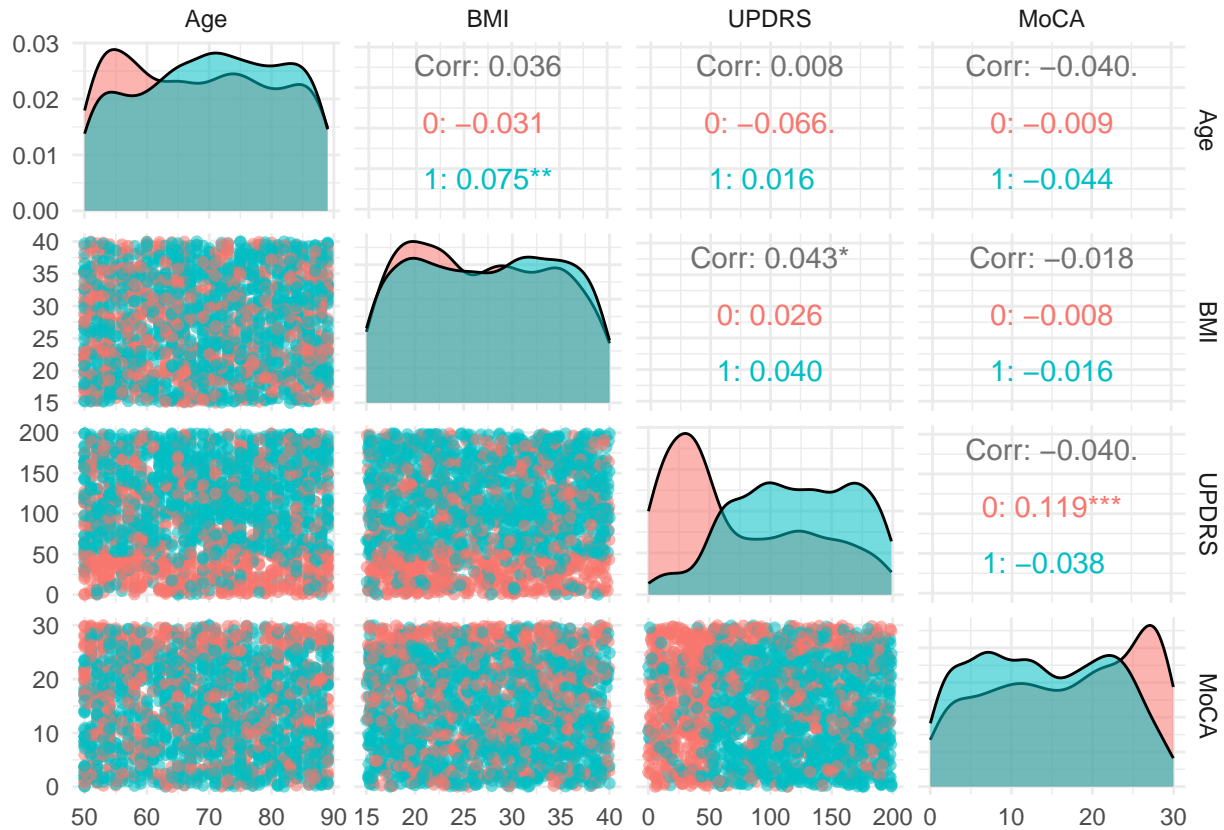 Age BMI UPDRS MoCA
0.03
0.02
0.01
0.00
Corr: 0.036
0: −0.031
1: 0.075**
Corr: 0.008
0: −0.066.
1: 0.016
Corr: −0.040.
0: −0.009
1: −0.044
Age
40
35
30
25
20
15
Corr: 0.043*
0: 0.026
1: 0.040
Corr: −0.018
0: −0.008
1: −0.016
BMI
200
150
100
50
0
Corr: −0.040.
0: 0.119***
1: −0.038
UPDRS
30
20
10
0
MoCA
50 60 70 80 90 15 20 25 30 35 40 0 50 100 150 200 0 10 20 30